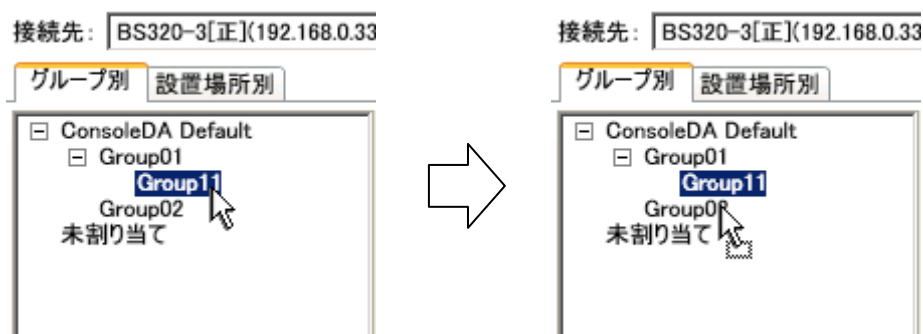 接続先: BS320-3[正](192.168.0.33
グループ別 設置場所別
ConsoleDA Default
Group01
Group11
Group02
未割り当て
接続先: BS320-3[正](192.168.0.33
グループ別 設置場所別
ConsoleDA Default
Group01
Group11
Group02
未割り当て